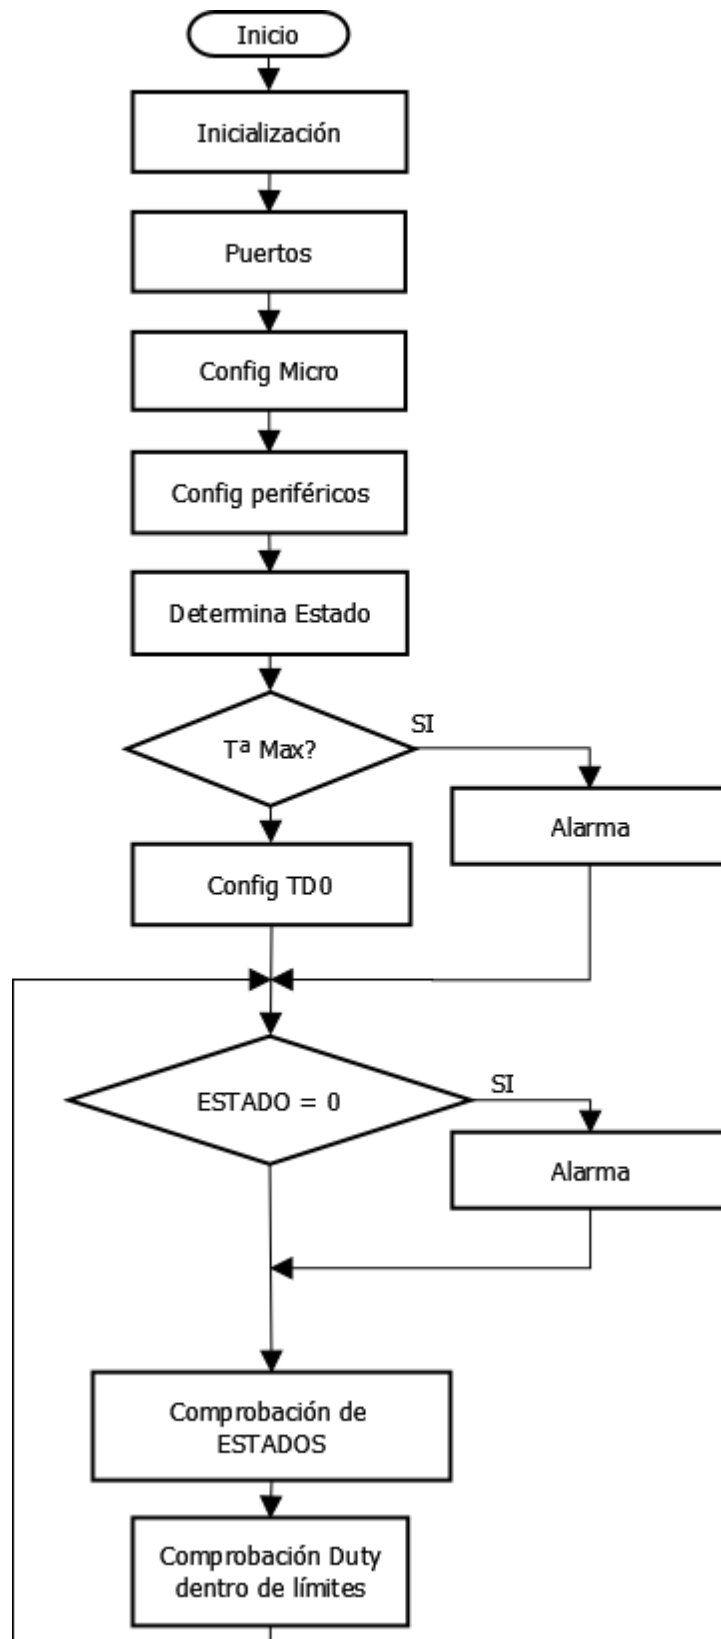 Inicio
Inicialización
Puertos
Config Micro
Config periféricos
Determina Estado
Tª Max?
SI
Alarma
Config TD0
ESTADO = 0
SI
Alarma
Comprobación de
ESTADOS
Comprobación Duty
dentro de límites